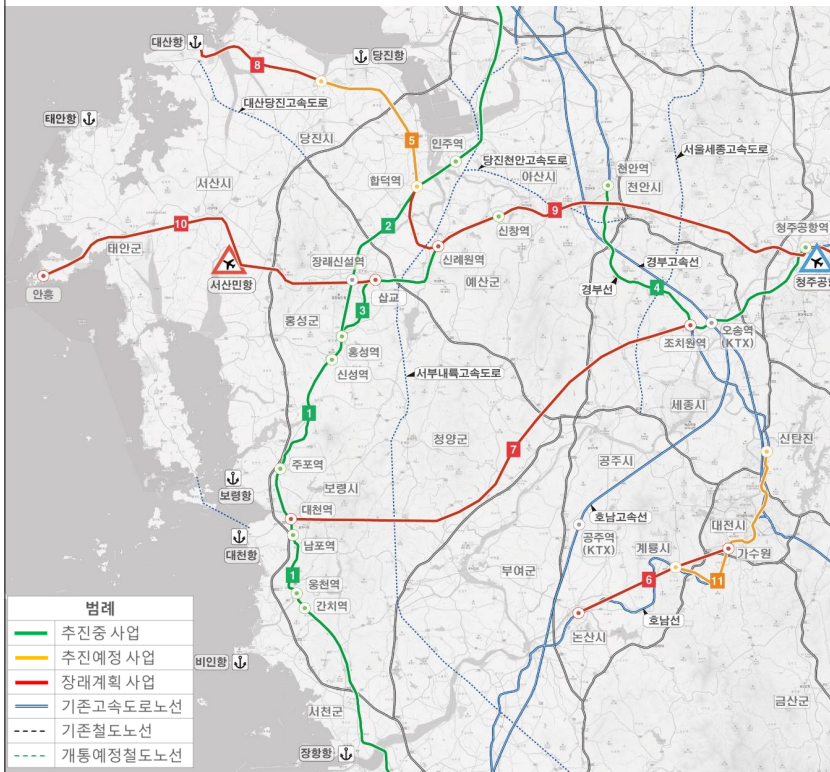 대산항
당진항
8
대산당진고속도로
태안항
당진시
5
인주역
당진천안고속도로
아산시
서울세종고속도로
천안역
천안시
서산시
합덕역
10
태안군
2
9
신창역
청주공항역
장래신설역
신례원역
경부고속선
안흥
서산민항
삽교
예산군
경부선
4
청주공항
홍성군
3
홍성역
조치원역
오송역
(KTX)
신성역
서부내륙고속도로
세종시
1
청양군
7
주포역
공주시
신탄진
보령항
보령시
대천역
호남고속선
대전시
대천항
남포역
공주역
(KTX)
계룡시
가수원
부여군
6
11
1
웅천역
간치역
호남선
논산시
범례
추진중 사업
추진예정 사업
비인항
장래계획 사업
기존고속도로노선
서천군
금산군
기존철도노선
개통예정철도노선
장항항